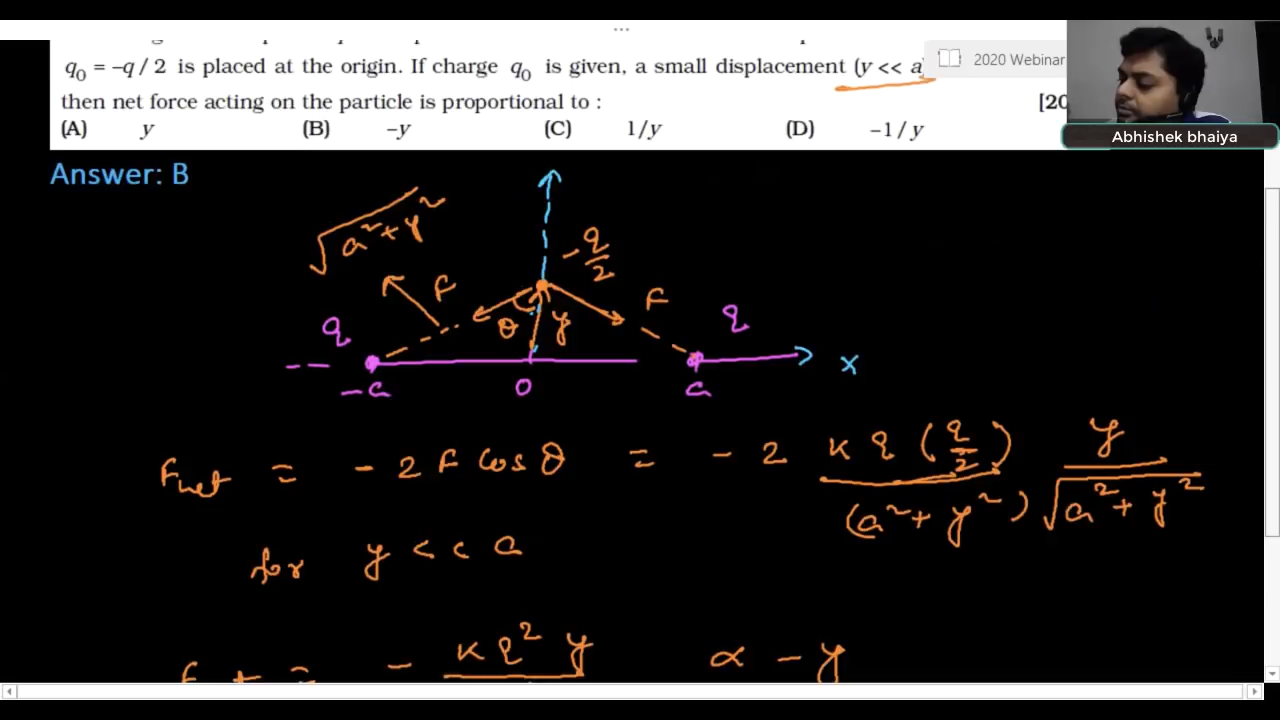 ...
q₀ = –q / 2 is placed at the origin. If charge q₀ is given, a small displacement (y << a)
2020 Webinar
then net force acting on the particle is proportional to : [20
(A) y (B) –y (C) 1/y (D) –1 / y
Abhishek bhaiya
Answer: B
√(a²+y²)
-q/2
F F
q θ y q
-a 0 a x
Fnet = - 2 F cos θ = - 2 K q (q/2) / (a²+y²) y / √(a²+y²)
for y << a
= - K q² y ∝ - y